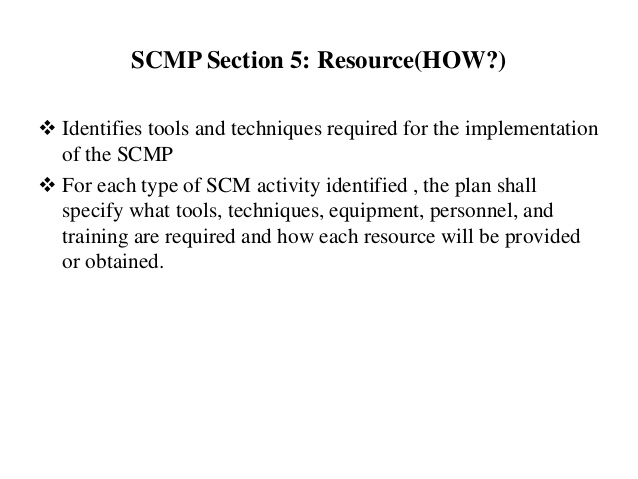 SCMP Section 5: Resource(HOW?)
❖ Identifies tools and techniques required for the implementation
of the SCMP
❖ For each type of SCM activity identified , the plan shall
specify what tools, techniques, equipment, personnel, and
training are required and how each resource will be provided
or obtained.